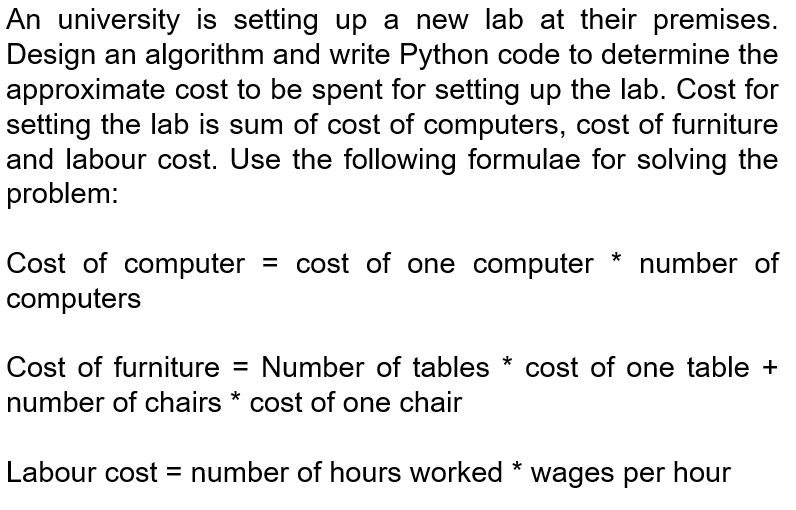 An university is setting up a new lab at their premises.
Design an algorithm and write Python code to determine the
approximate cost to be spent for setting up the lab. Cost for
setting the lab is sum of cost of computers, cost of furniture
and labour cost. Use the following formulae for solving the
problem:
Cost of computer = cost of one computer * number of
computers
Cost of furniture = Number of tables * cost of one table +
number of chairs * cost of one chair
Labour cost = number of hours worked * wages per hour